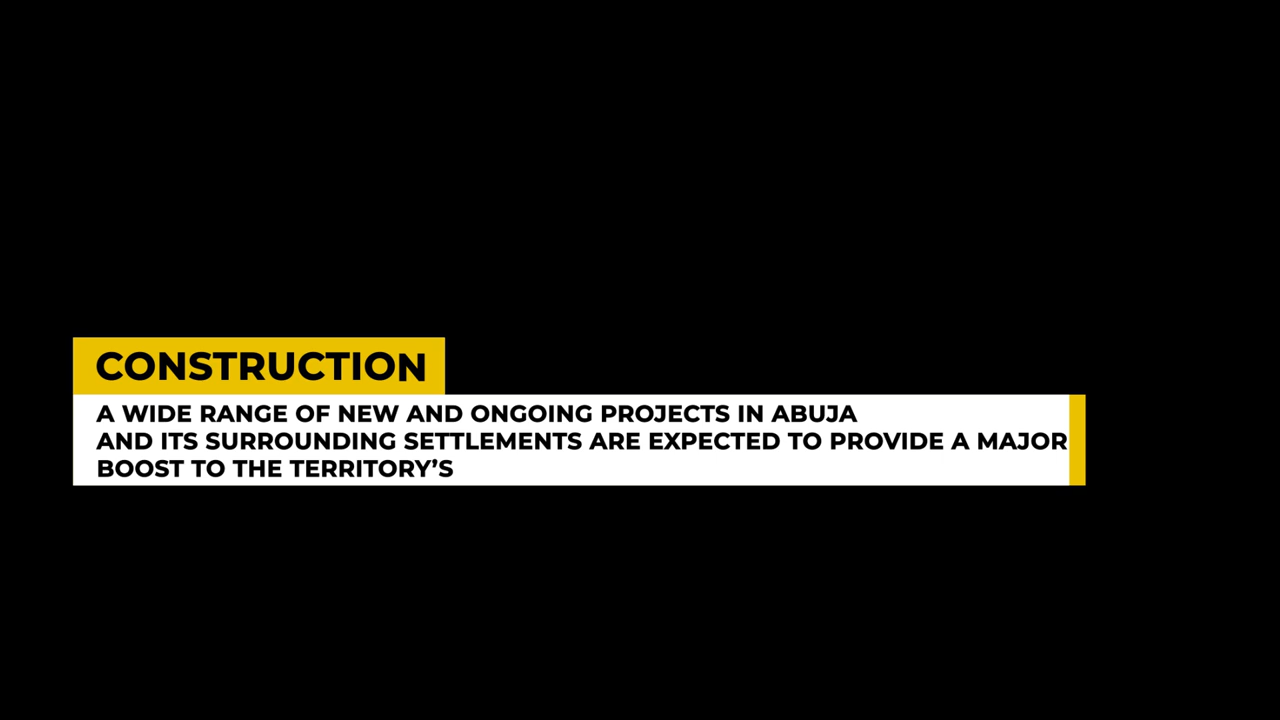 CONSTRUCTION
A WIDE RANGE OF NEW AND ONGOING PROJECTS IN ABUJA
AND ITS SURROUNDING SETTLEMENTS ARE EXPECTED TO PROVIDE A MAJOR
BOOST TO THE TERRITORY’S